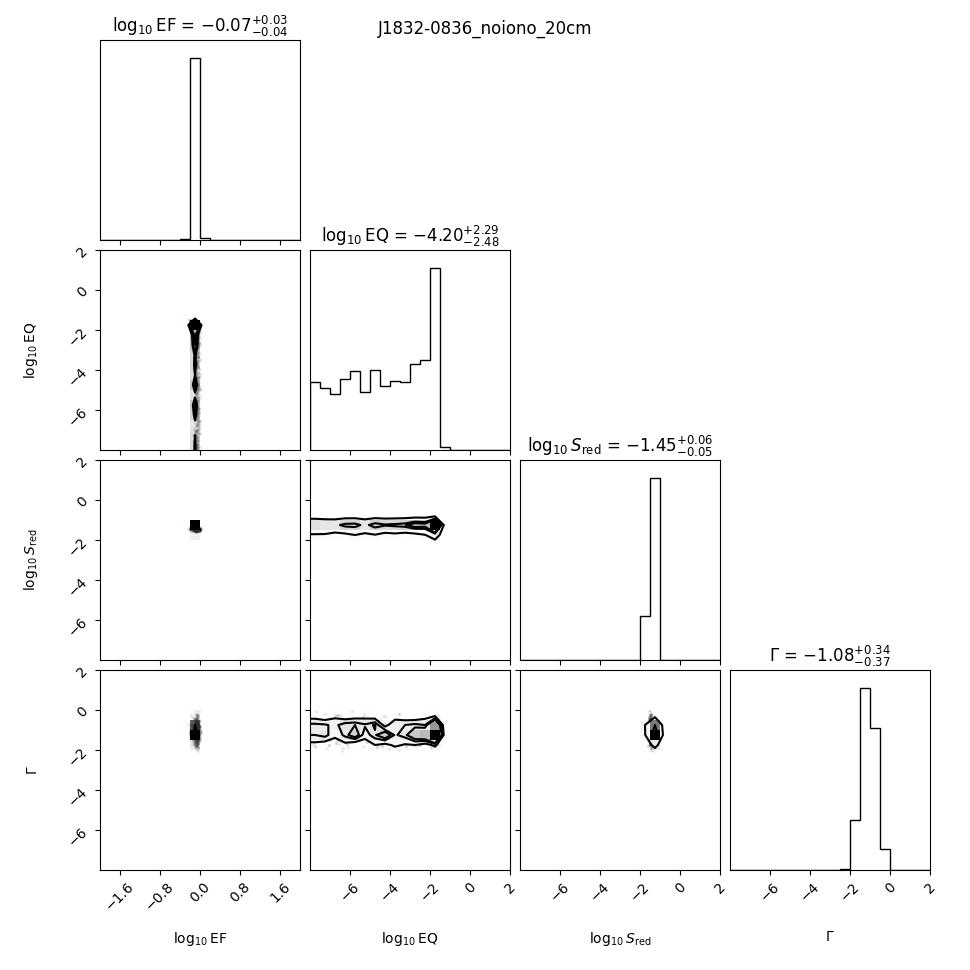 log₁₀ EF = −0.07⁺⁰·⁰³₋₀.₀₄
J1832-0836_noiono_20cm
log₁₀ EQ = −4.20⁺²·²⁹₋₂.₄₈
2
0
−2
−4
−6
log₁₀ EQ
log₁₀ S_red = −1.45⁺⁰·⁰⁶₋₀.₀₅
2
0
−2
−4
−6
log₁₀ S_red
Γ = −1.08⁺⁰·³⁴₋₀.₃₇
2
0
−2
−4
−6
Γ
−1.6 −0.8 0.0 0.8 1.6
−6 −4 −2 0 2
−6 −4 −2 0 2
−6 −4 −2 0 2
log₁₀ EF
log₁₀ EQ
log₁₀ S_red
Γ